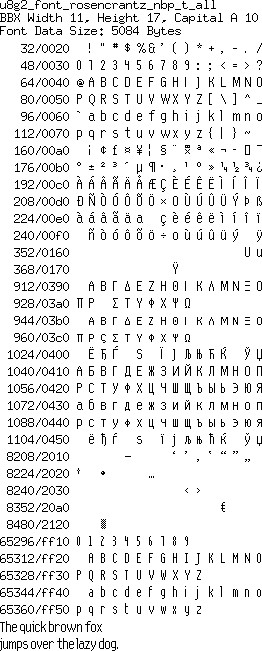 u8g2_font_rosencrantz_nbp_t_all
BBX Width 11, Height 17, Capital A 10
Font Data Size: 5084 Bytes
32/0020 ! " # $ % & ' ( ) * + , - . /
48/0030 0 1 2 3 4 5 6 7 8 9 : ; < = > ?
64/0040 @ A B C D E F G H I J K L M N O
80/0050 P Q R S T U V W X Y Z [ \ ] ^ _
96/0060 ` a b c d e f g h i j k l m n o
112/0070 p q r s t u v w x y z { | } ~
160/00a0 ¡ ¢ £ ¤ ¥ ¦ § ¨ © ª « ¬ - ® ¯
176/00b0 ° ± ² ³ ´ µ ¶ · ¸ ¹ º » ¼ ½ ¾ ¿
192/00c0 À Á Â Ã Ä Å Æ Ç È É Ê Ë Ì Í Î Ï
208/00d0 Ð Ñ Ò Ó Ô Õ Ö × Ø Ù Ú Û Ü Ý Þ ß
224/00e0 à á â ã ä å ç è é ê ë ì í î ï
240/00f0 ñ ò ó ô õ ö ÷ ø ù ú û ü ý ÿ
352/0160 U u
368/0170 Ÿ
912/0390 Α Β Γ Δ Ε Ζ Η Θ Ι Κ Λ Μ Ν Ξ Ο
928/03a0 Π Ρ Σ Τ Υ Φ Χ Ψ Ω
944/03b0 Α Β Γ Δ Ε Ζ Η Θ Ι Κ Λ Μ Ν Ξ Ο
960/03c0 Π Ρ Σ Σ Τ Υ Φ Χ Ψ Ω
1024/0400 Ё Ђ Ѓ Ѕ Ї Ј Љ Њ Ћ Ќ Ў Џ
1040/0410 А Б В Г Д Е Ж З И Й К Л М Н О П
1056/0420 Р С Т У Ф Х Ц Ч Ш Щ Ъ Ы Ь Э Ю Я
1072/0430 а б в г д е ж з и й к л м н о п
1088/0440 р с т у ф х ц ч ш щ ъ ы ь э ю я
1104/0450 ё ђ ѓ ѕ ї ј љ њ ћ ќ ў џ
8208/2010 – ‘ ’ ‚ “ ” „
8224/2020 † • …
8240/2030 ‹ ›
8352/20a0 €
8480/2120 ▒
65296/ff10 0 1 2 3 4 5 6 7 8 9
65312/ff20 A B C D E F G H I J K L M N O
65328/ff30 P Q R S T U V W X Y Z
65344/ff40 a b c d e f g h i j k l m n o
65360/ff50 p q r s t u v w x y z
The quick brown fox
jumps over the lazy dog.